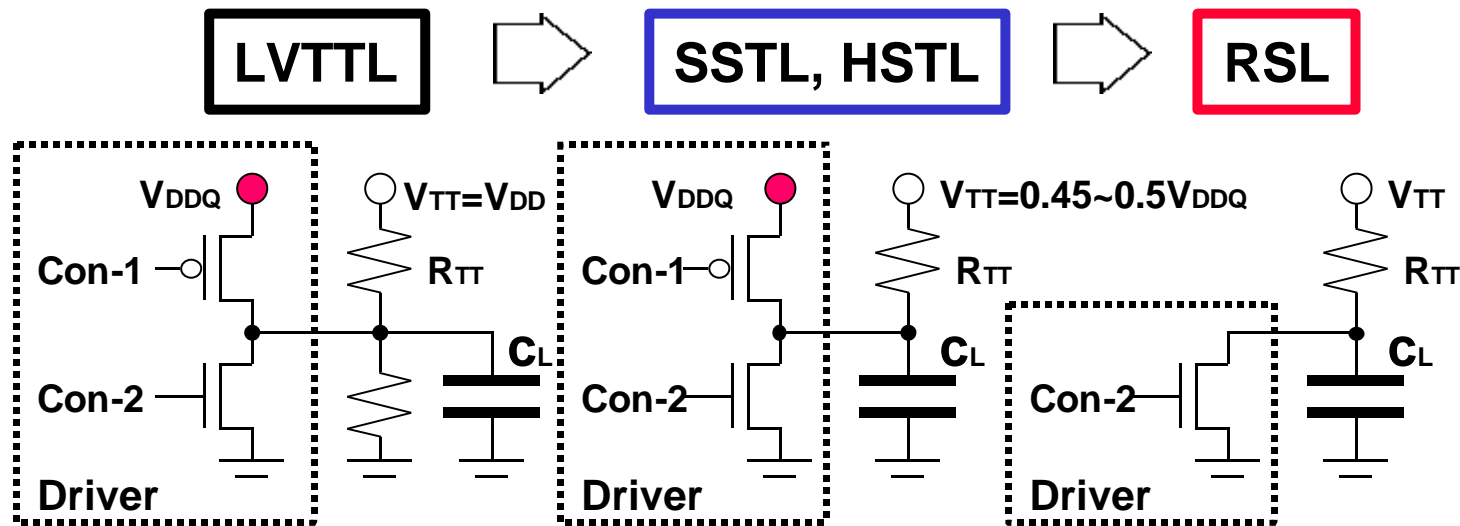 LVTTL
SSTL, HSTL
RSL
VDDQ
VTT=VDD
Con-1
RTT
CL
Con-2
Driver
VDDQ
VTT=0.45~0.5VDDQ
Con-1
RTT
CL
Con-2
Driver
VTT
RTT
CL
Con-2
Driver